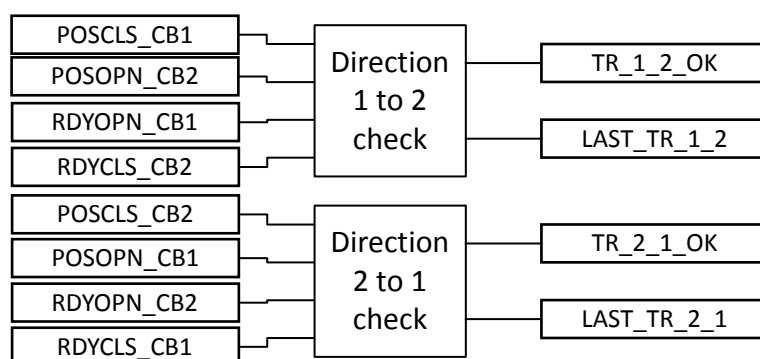 POSCLS_CB1
POSOPN_CB2
RDYOPN_CB1
RDYCLS_CB2
Direction
1 to 2
check
TR_1_2_OK
LAST_TR_1_2
POSCLS_CB2
POSOPN_CB1
RDYOPN_CB2
RDYCLS_CB1
Direction
2 to 1
check
TR_2_1_OK
LAST_TR_2_1